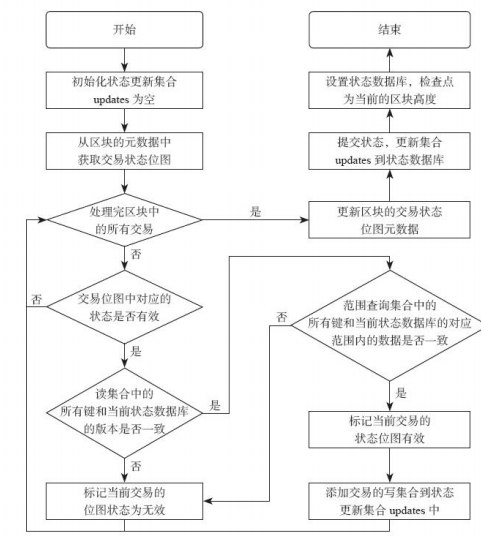 开始
初始化状态更新集合
updates 为空
从区块的元数据中
获取交易状态位图
处理完区块中
的所有交易
是
否
交易位图中对应的
状态是否有效
否
是
读集合中的
所有键和当前状态数据库
的版本是否一致
是
否
标记当前交易的
位图状态为无效
结束
设置状态数据库，检查点
为当前的区块高度
提交状态，更新集合
updates 到状态数据库
更新区块的交易状态
位图元数据
范围查询集合中的
所有键和当前状态数据库的对应
范围内的数据是否一致
否
是
标记当前交易的
状态位图有效
添加交易的写集合到状态
更新集合 updates 中